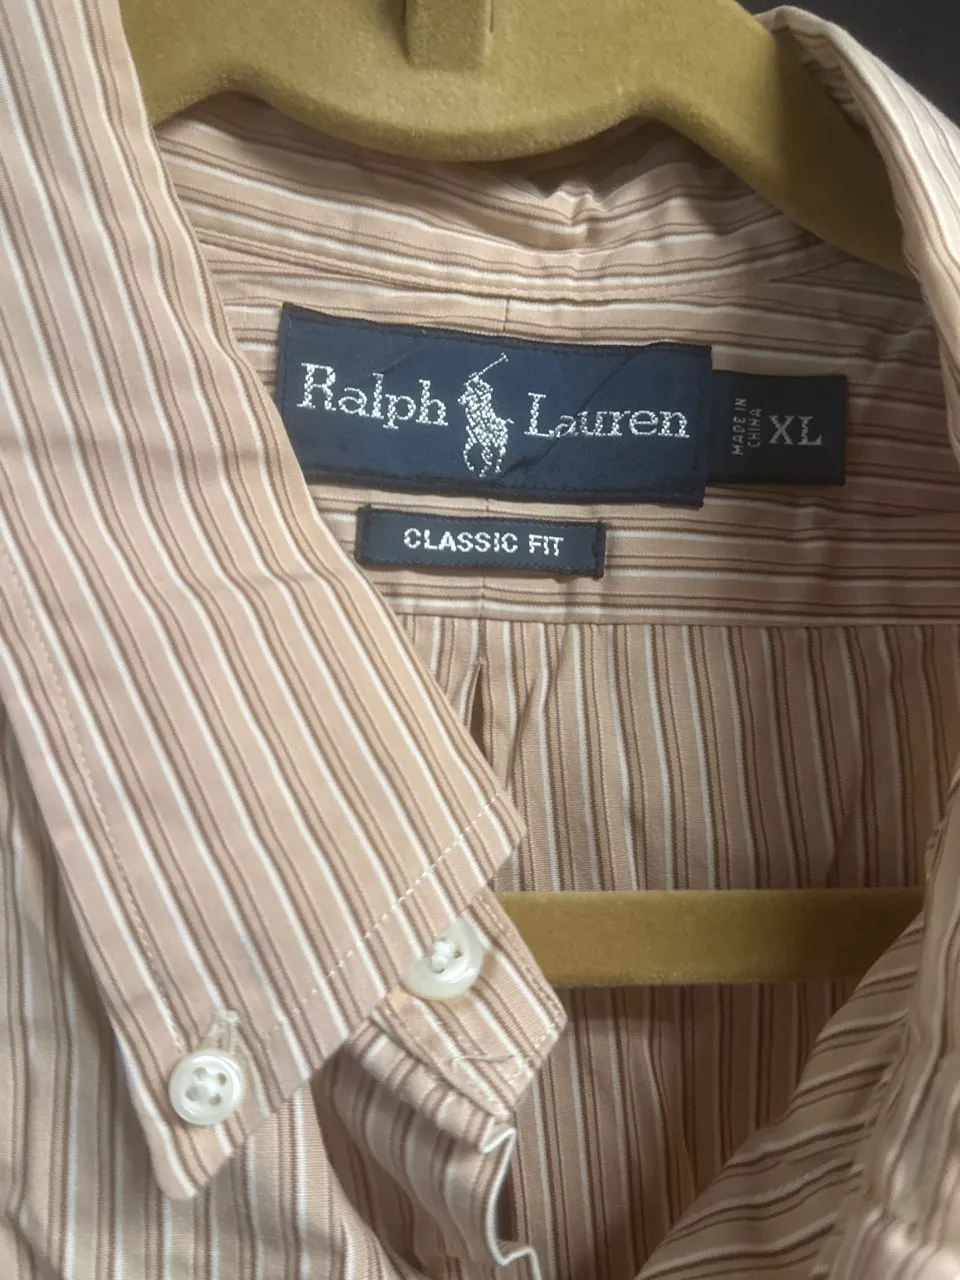 Ralph Lauren
MADE IN
CHINA
XL
CLASSIC FIT